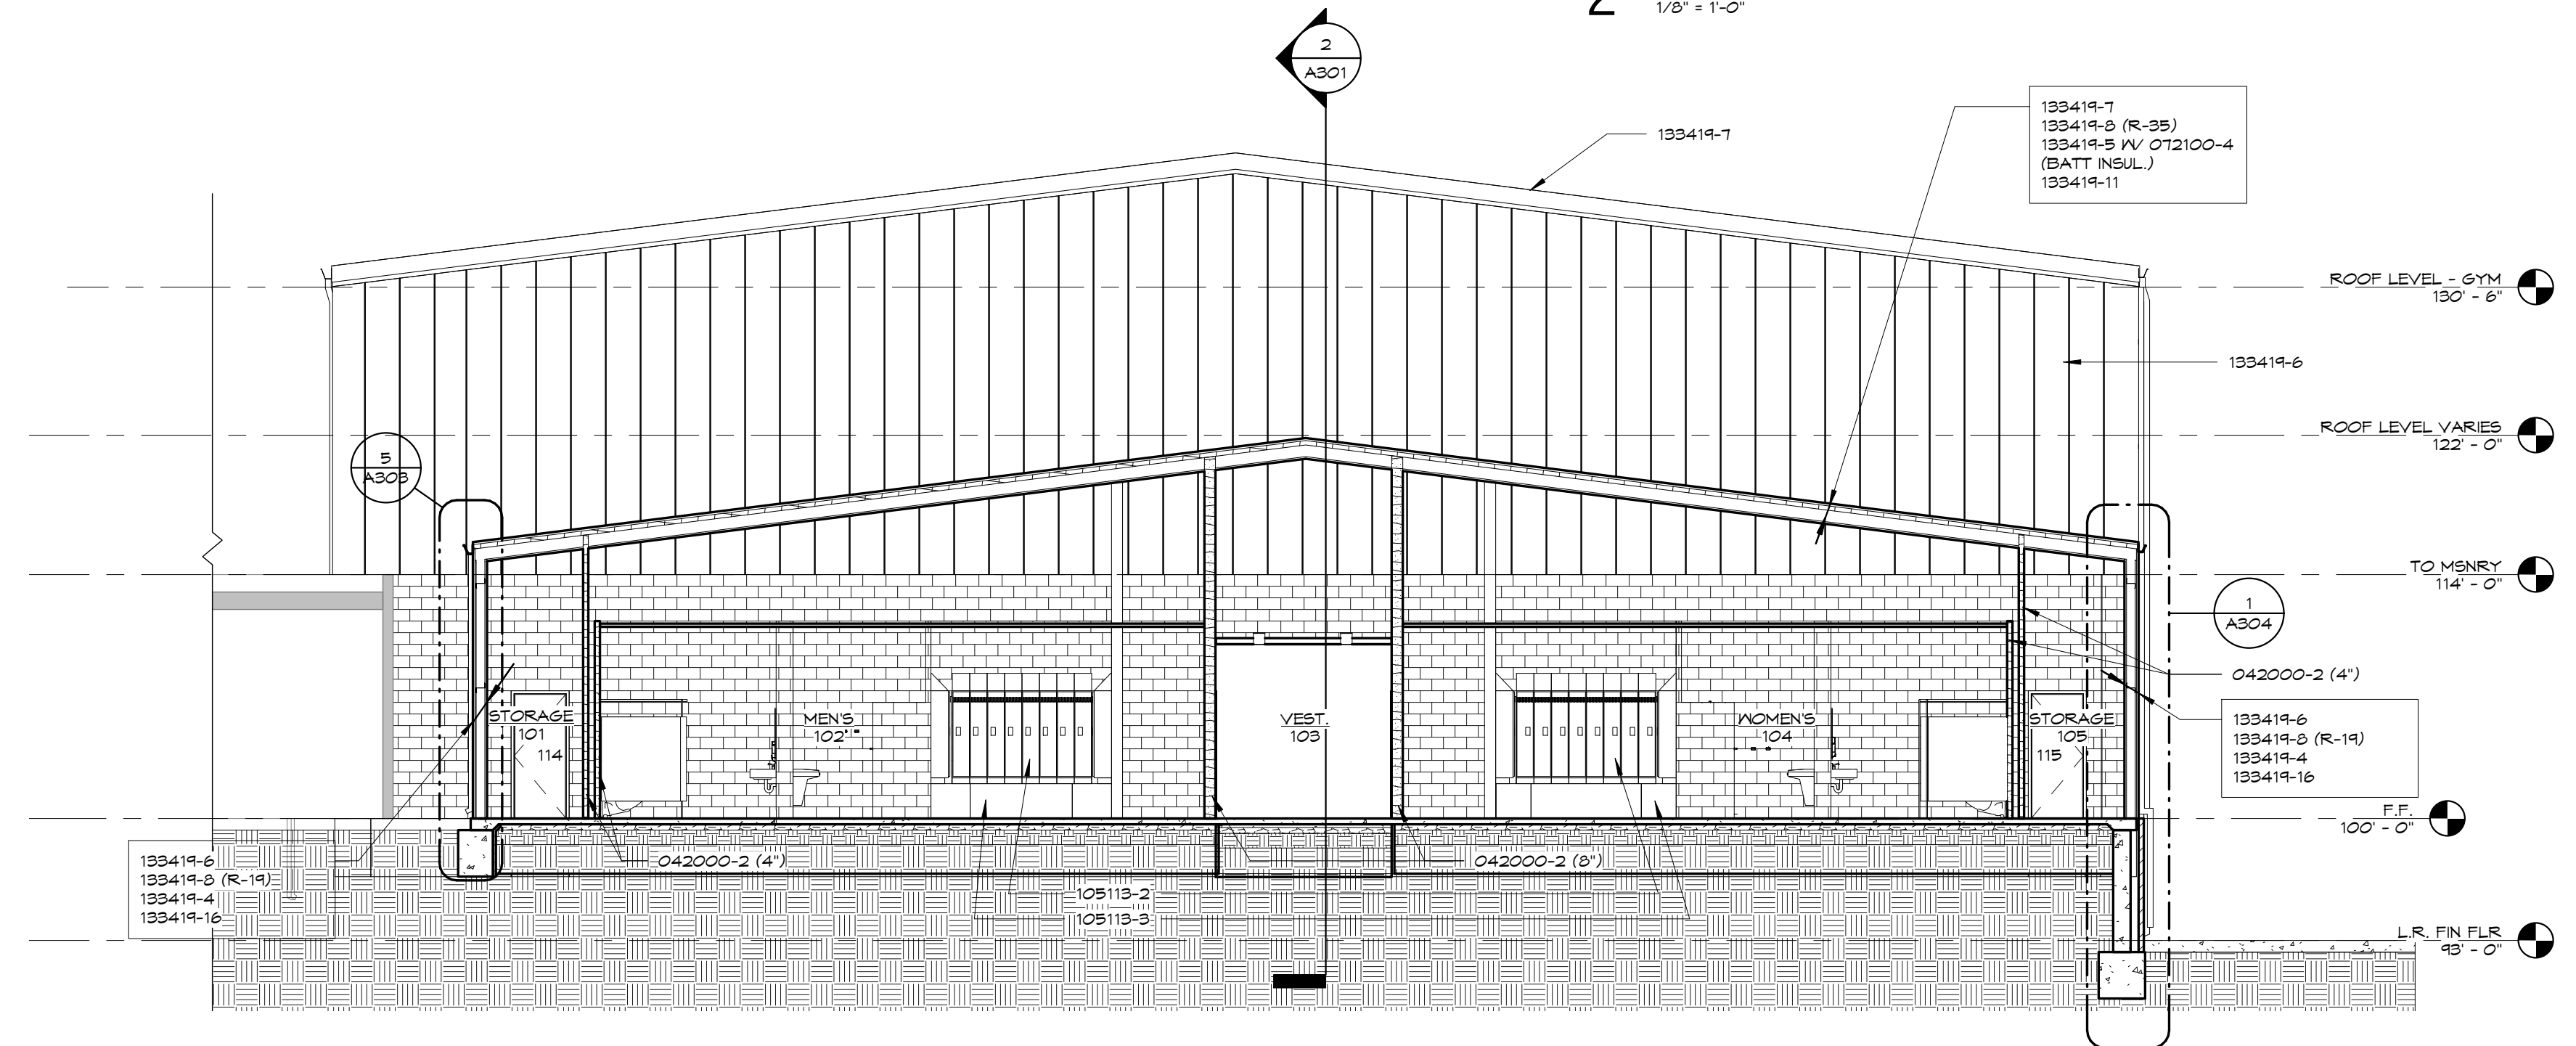 2
1/8" = 1'-0"
2
A301
133419-7
133419-7
133419-8 (R-35)
133419-5 W/ 072100-4
(BATT INSUL.)
133419-11
ROOF LEVEL - GYM
130' - 6"
133419-6
ROOF LEVEL VARIES
122' - 0"
5
A303
TO MSNRY
114' - 0"
1
A304
042000-2 (4")
STORAGE
101
114
MEN'S
102
VEST.
103
WOMEN'S
104
STORAGE
105
115
133419-6
133419-8 (R-19)
133419-4
133419-16
F.F.
100' - 0"
133419-6
133419-8 (R-19)
133419-4
133419-16
042000-2 (4")
042000-2 (8")
105113-2
105113-3
L.R. FIN FLR
93' - 0"